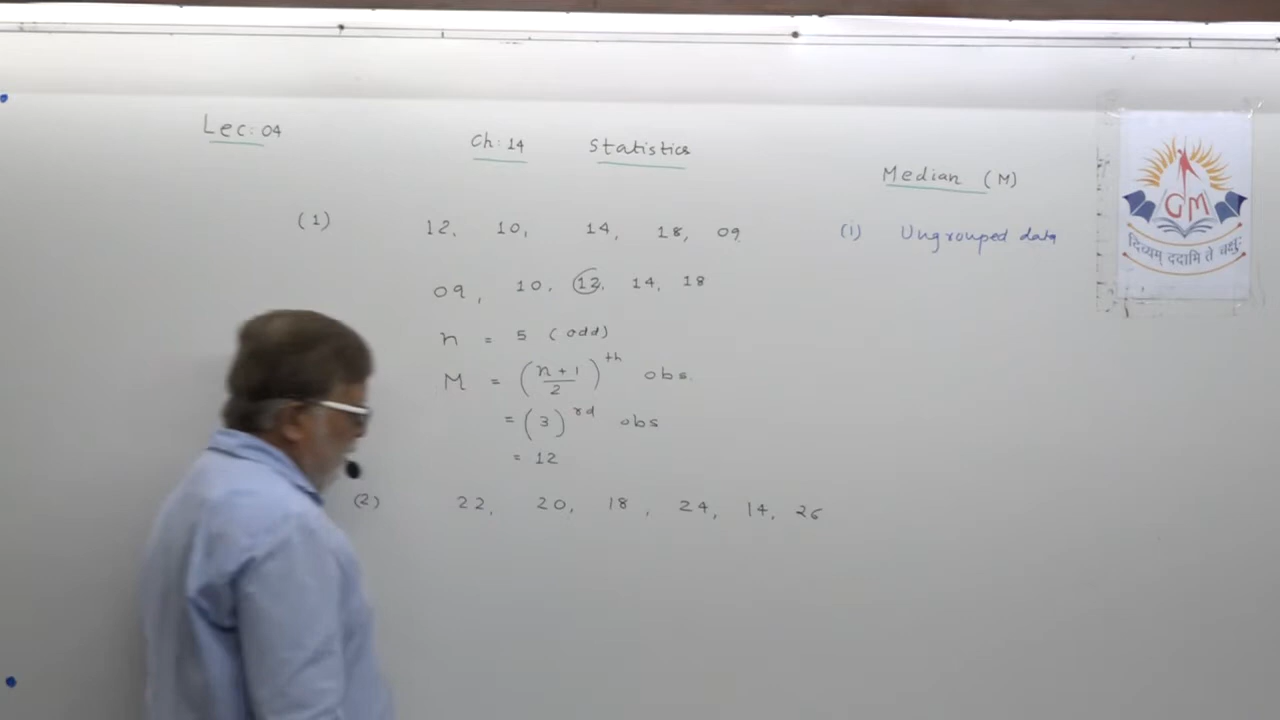 Lec: 04
Ch: 14 Statistics
Median (M)
(1) 12, 10, 14, 18, 09
(i) Ungrouped data
09, 10, 12, 14, 18
n = 5 (odd)
M = (n+1/2)th obs.
= (3)rd obs
= 12
(2) 22, 20, 18, 24, 14, 26
GM
दिव्यम् ददामि ते चक्षुः